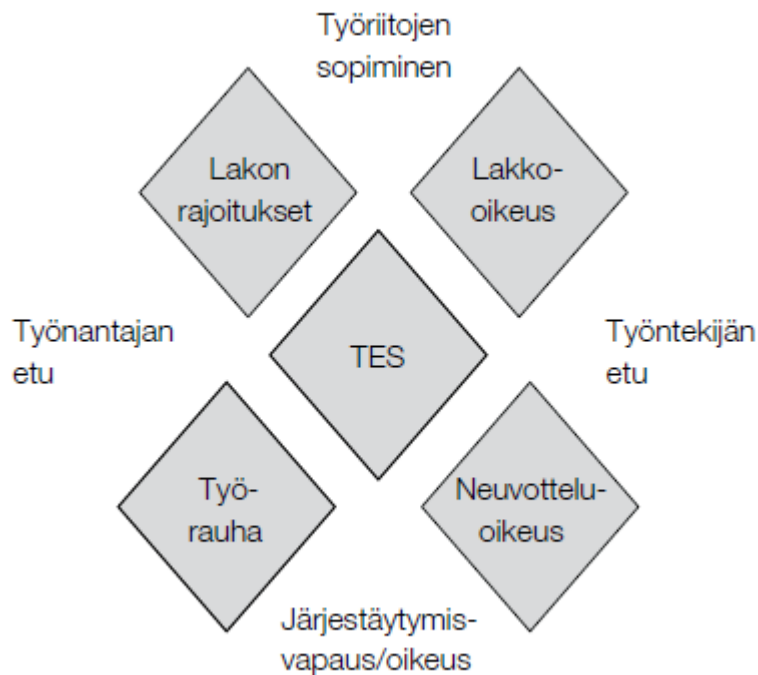 Työriitojen
sopiminen
Lakon
rajoitukset
Lakko-
oikeus
Työnantajan
etu
TES
Työntekijän
etu
Työ-
rauha
Neuvottelu-
oikeus
Järjestäytymis-
vapaus/oikeus